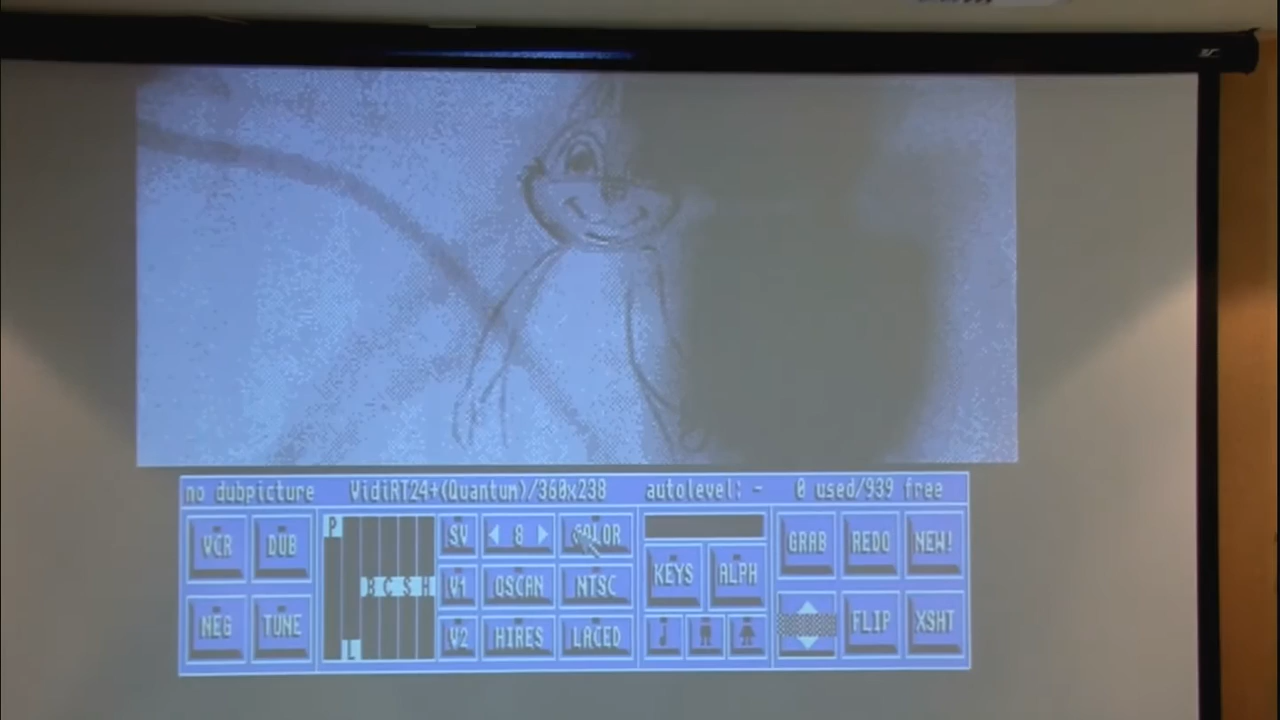 no dubpicture VidiRT24+(Quantum)/360x238 autolevel: - 0 used/939 free
VCR DUB P SV 8 COLOR GRAB REDO NEW!
B C S H V1 OSCAN NTSC KEYS ALPH
NEG TUNE L V2 HIRES LACED FLIP XSHT